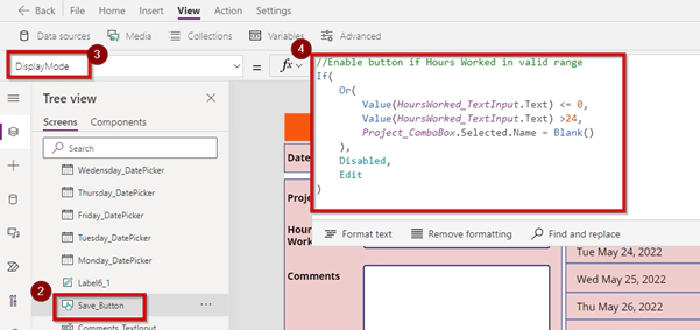 Back File Home Insert View Action Settings
Data sources Media Collections Variables Advanced
3
4
DisplayMode = fx
//Enable button if Hours Worked in valid range
If(
Or(
Value(HoursWorked_TextInput.Text) <= 0,
Value(HoursWorked_TextInput.Text) >24,
Project_ComboBox.Selected.Name = Blank()
),
Disabled,
Edit
)
Format text Remove formatting Find and replace
Tree view
Screens Components
Search
Wedensday_DatePicker
Thursday_DatePicker
Friday_DatePicker
Tuesday_DatePicker
Monday_DatePicker
Label6_1
2
Save_Button ...
Comments_TextInput
Date
Proje
Hour
Work
Comments
Tue May 24, 2022
Wed May 25, 2022
Thu May 26, 2022